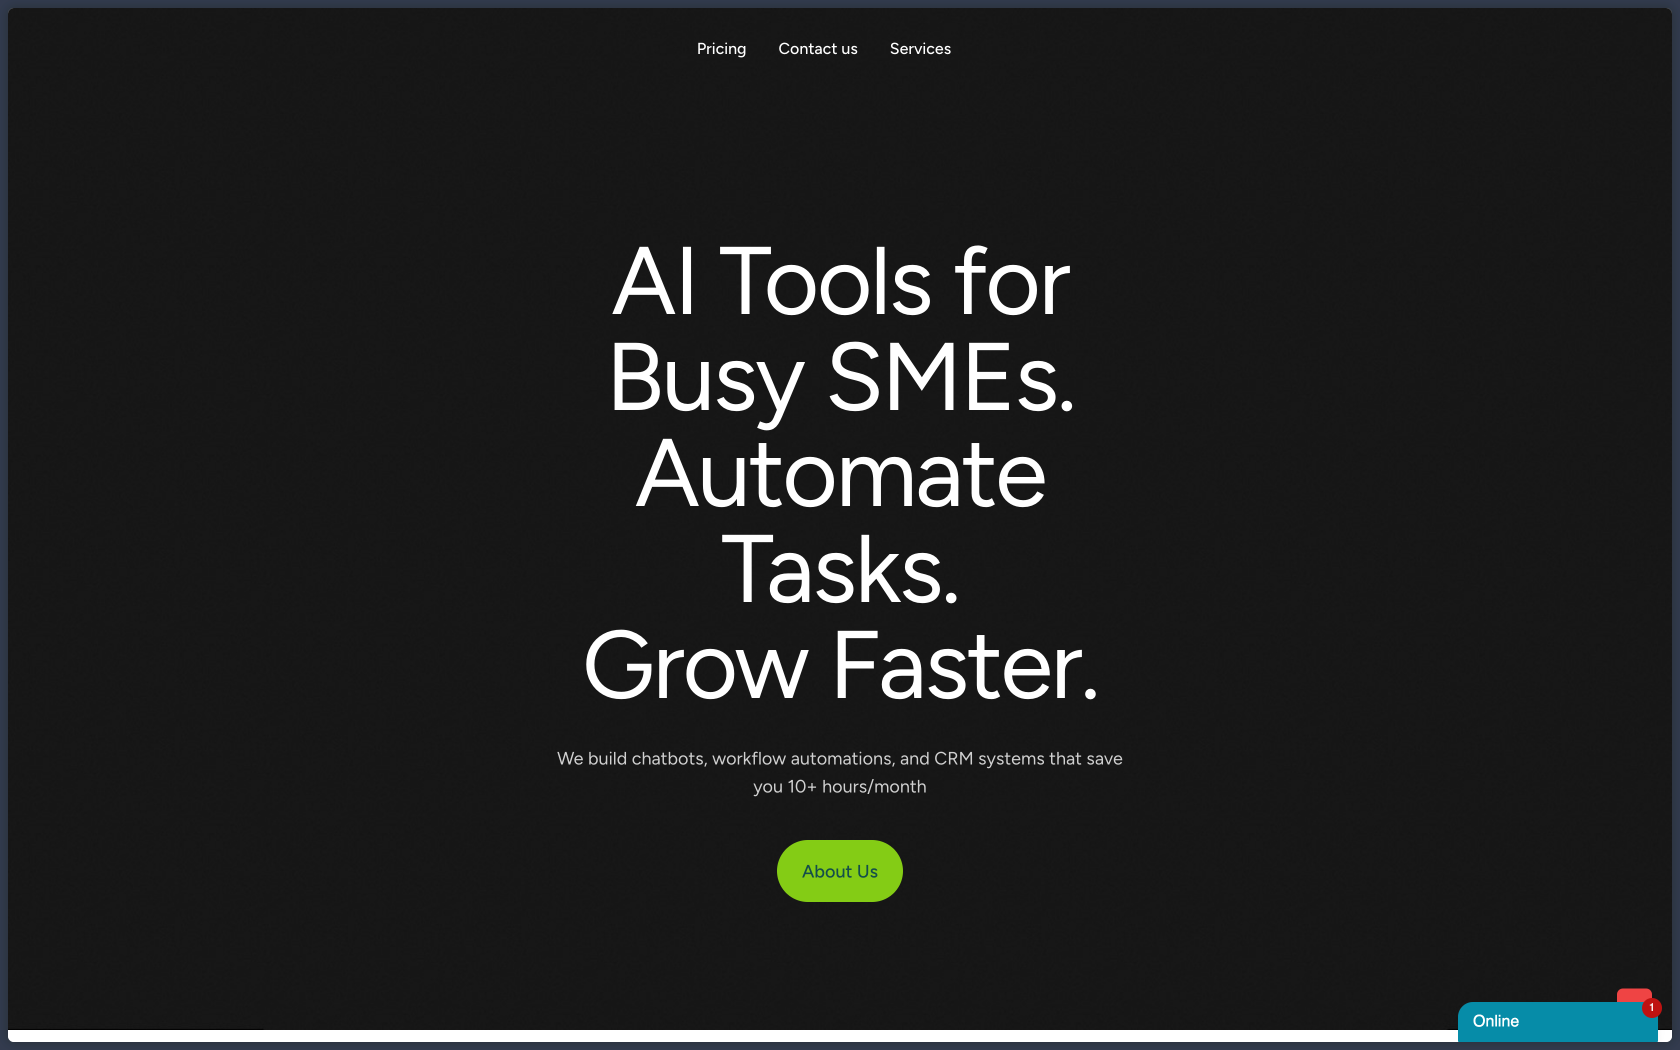 Pricing Contact us Services
AI Tools for
Busy SMEs.
Automate
Tasks.
Grow Faster.
We build chatbots, workflow automations, and CRM systems that save
you 10+ hours/month
About Us
1
Online